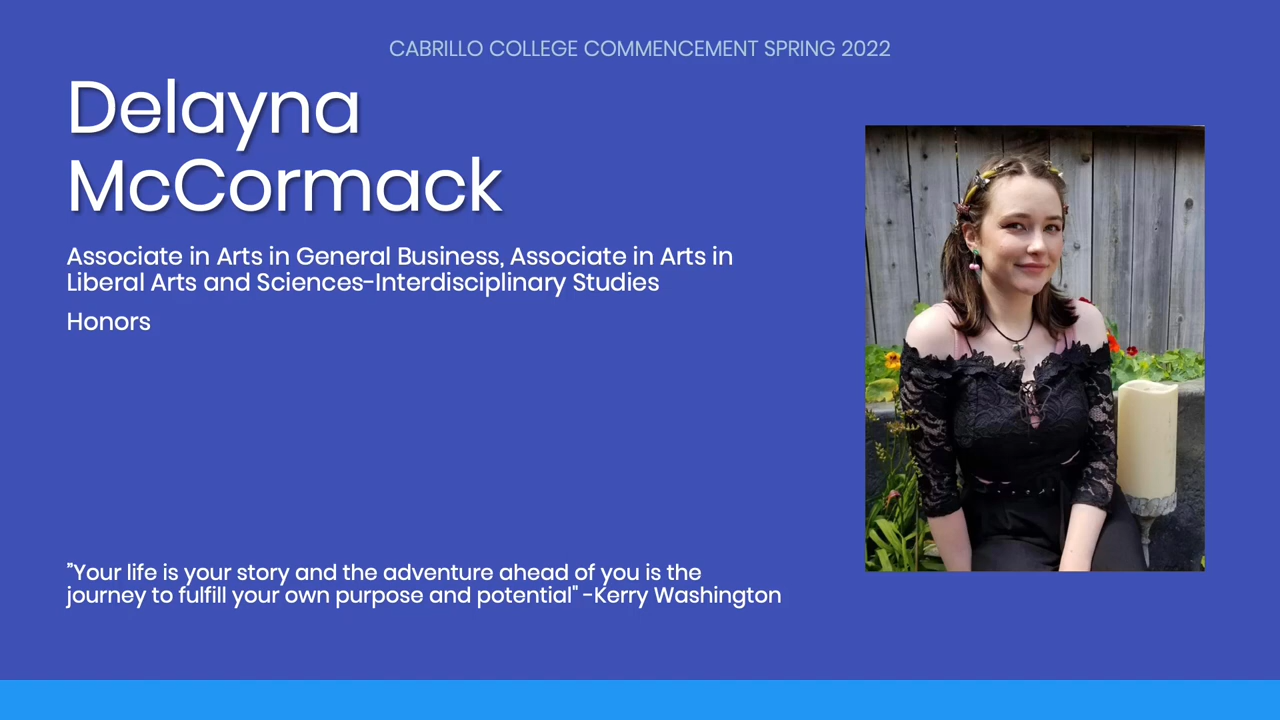 CABRILLO COLLEGE COMMENCEMENT SPRING 2022
Delayna
McCormack
Associate in Arts in General Business, Associate in Arts in
Liberal Arts and Sciences-Interdisciplinary Studies
Honors
"Your life is your story and the adventure ahead of you is the
journey to fulfill your own purpose and potential" -Kerry Washington